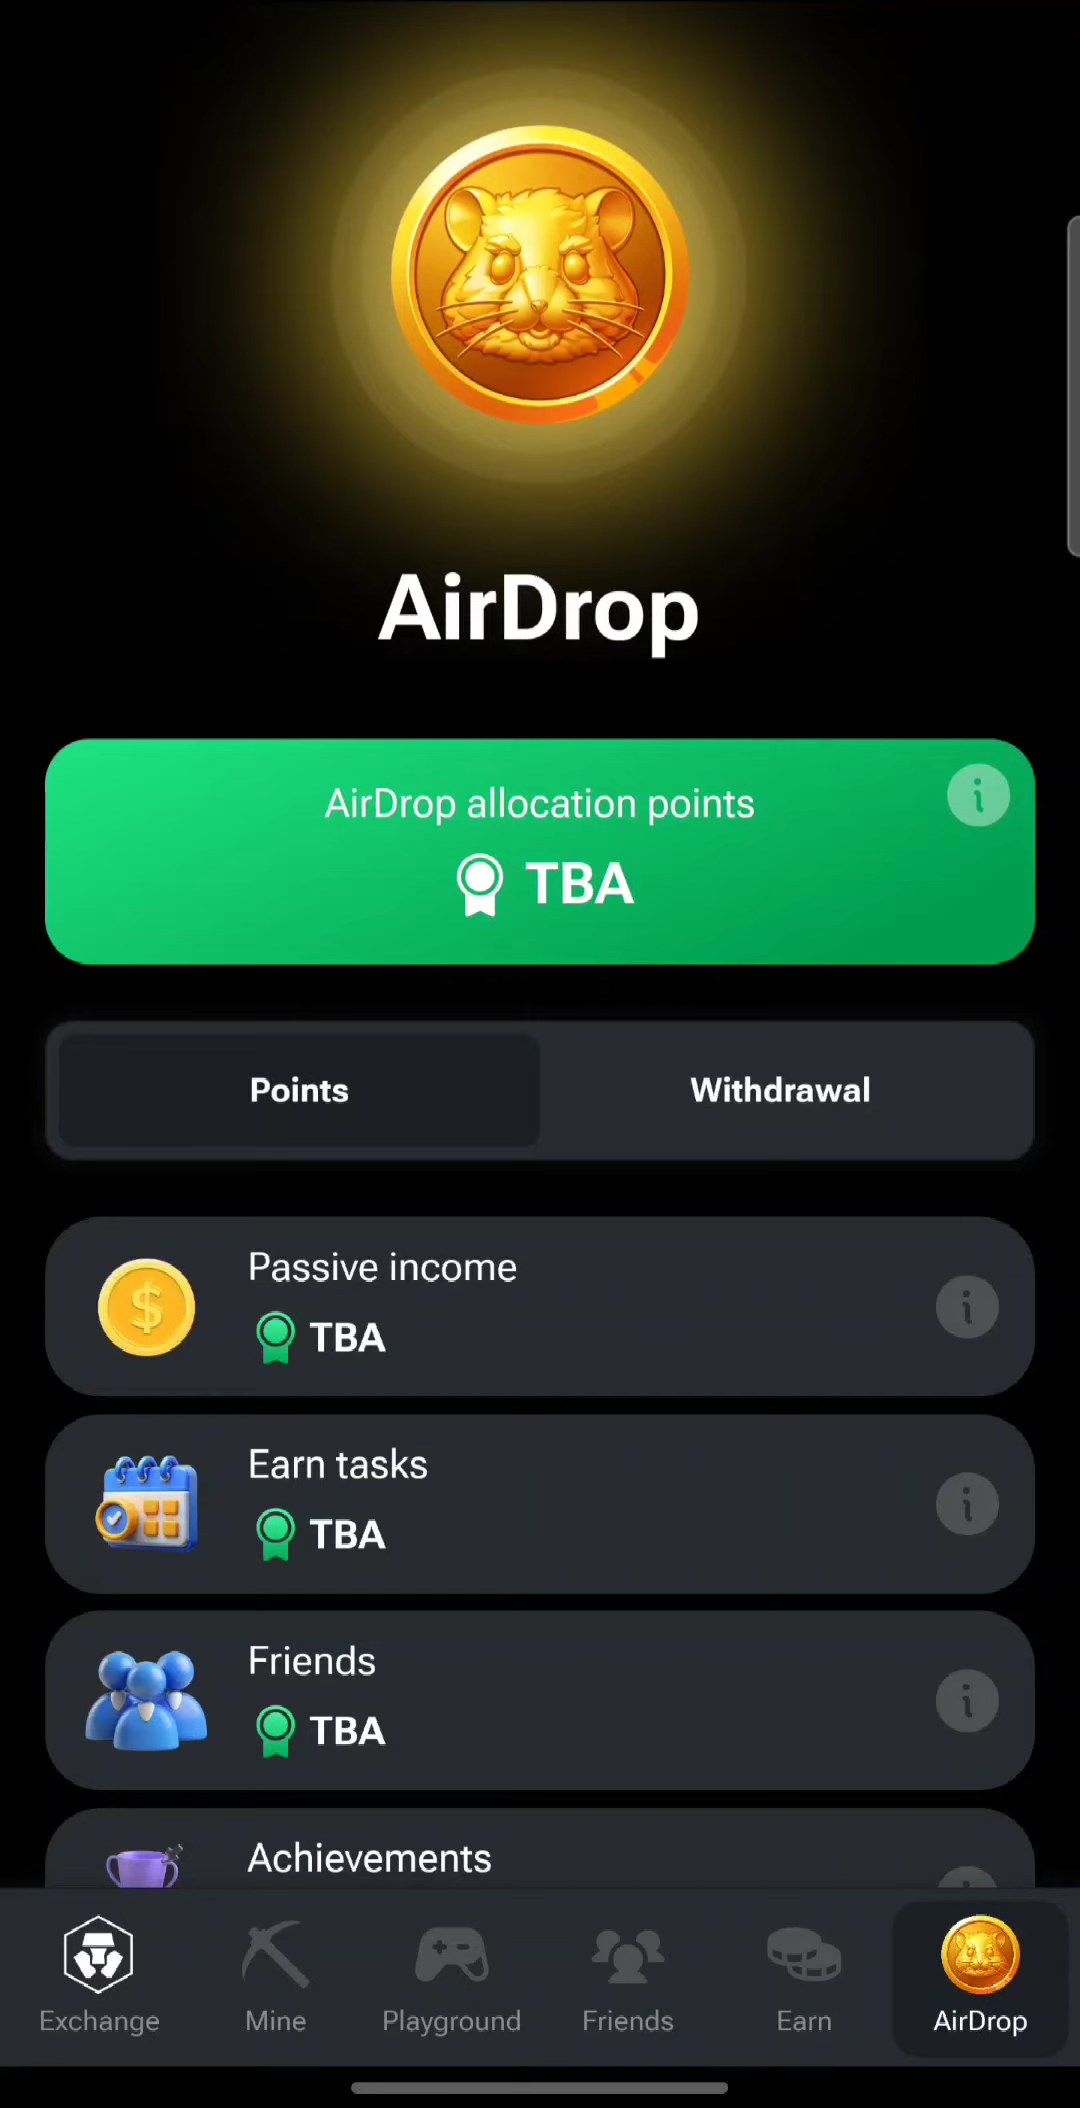 AirDrop
AirDrop allocation points
TBA
Points
Withdrawal
Passive income
TBA
Earn tasks
TBA
Friends
TBA
Achievements
Exchange
Mine
Playground
Friends
Earn
AirDrop